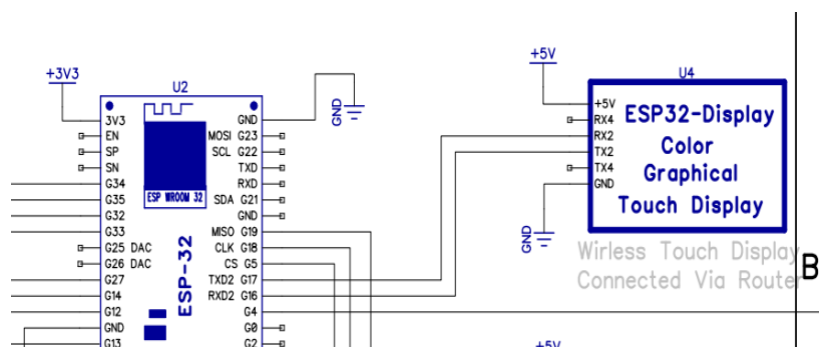 +3V3
U2
3V3
EN
SP
SN
G34
G35
G32
G33
G25 DAC
G26 DAC
G27
G14
G12
GND
G13
ESP WROOM 32
ESP-32
GND
MOSI G23
SCL G22
TXD
RXD
SDA G21
GND
MISO G19
CLK G18
CS G5
TXD2 G17
RXD2 G16
G4
G0
G2
GND
+5V
U4
+5V
RX4
RX2
TX2
TX4
GND
ESP32-Display
Color
Graphical
Touch Display
GND
Wirless Touch Display
Connected Via Router
B
+5V